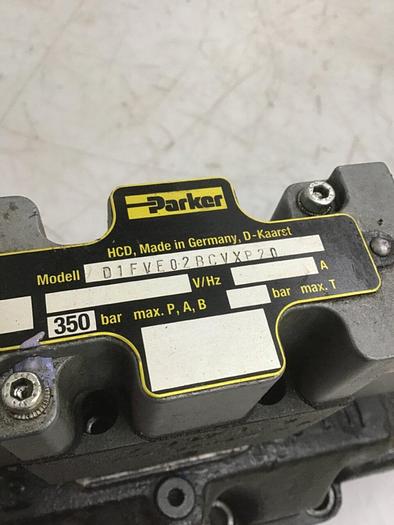 Parker
HCD, Made in Germany, D-Kaarst
Modell D1FVE02BCVXP20
V/Hz A
350 bar max. P, A, B bar max. T